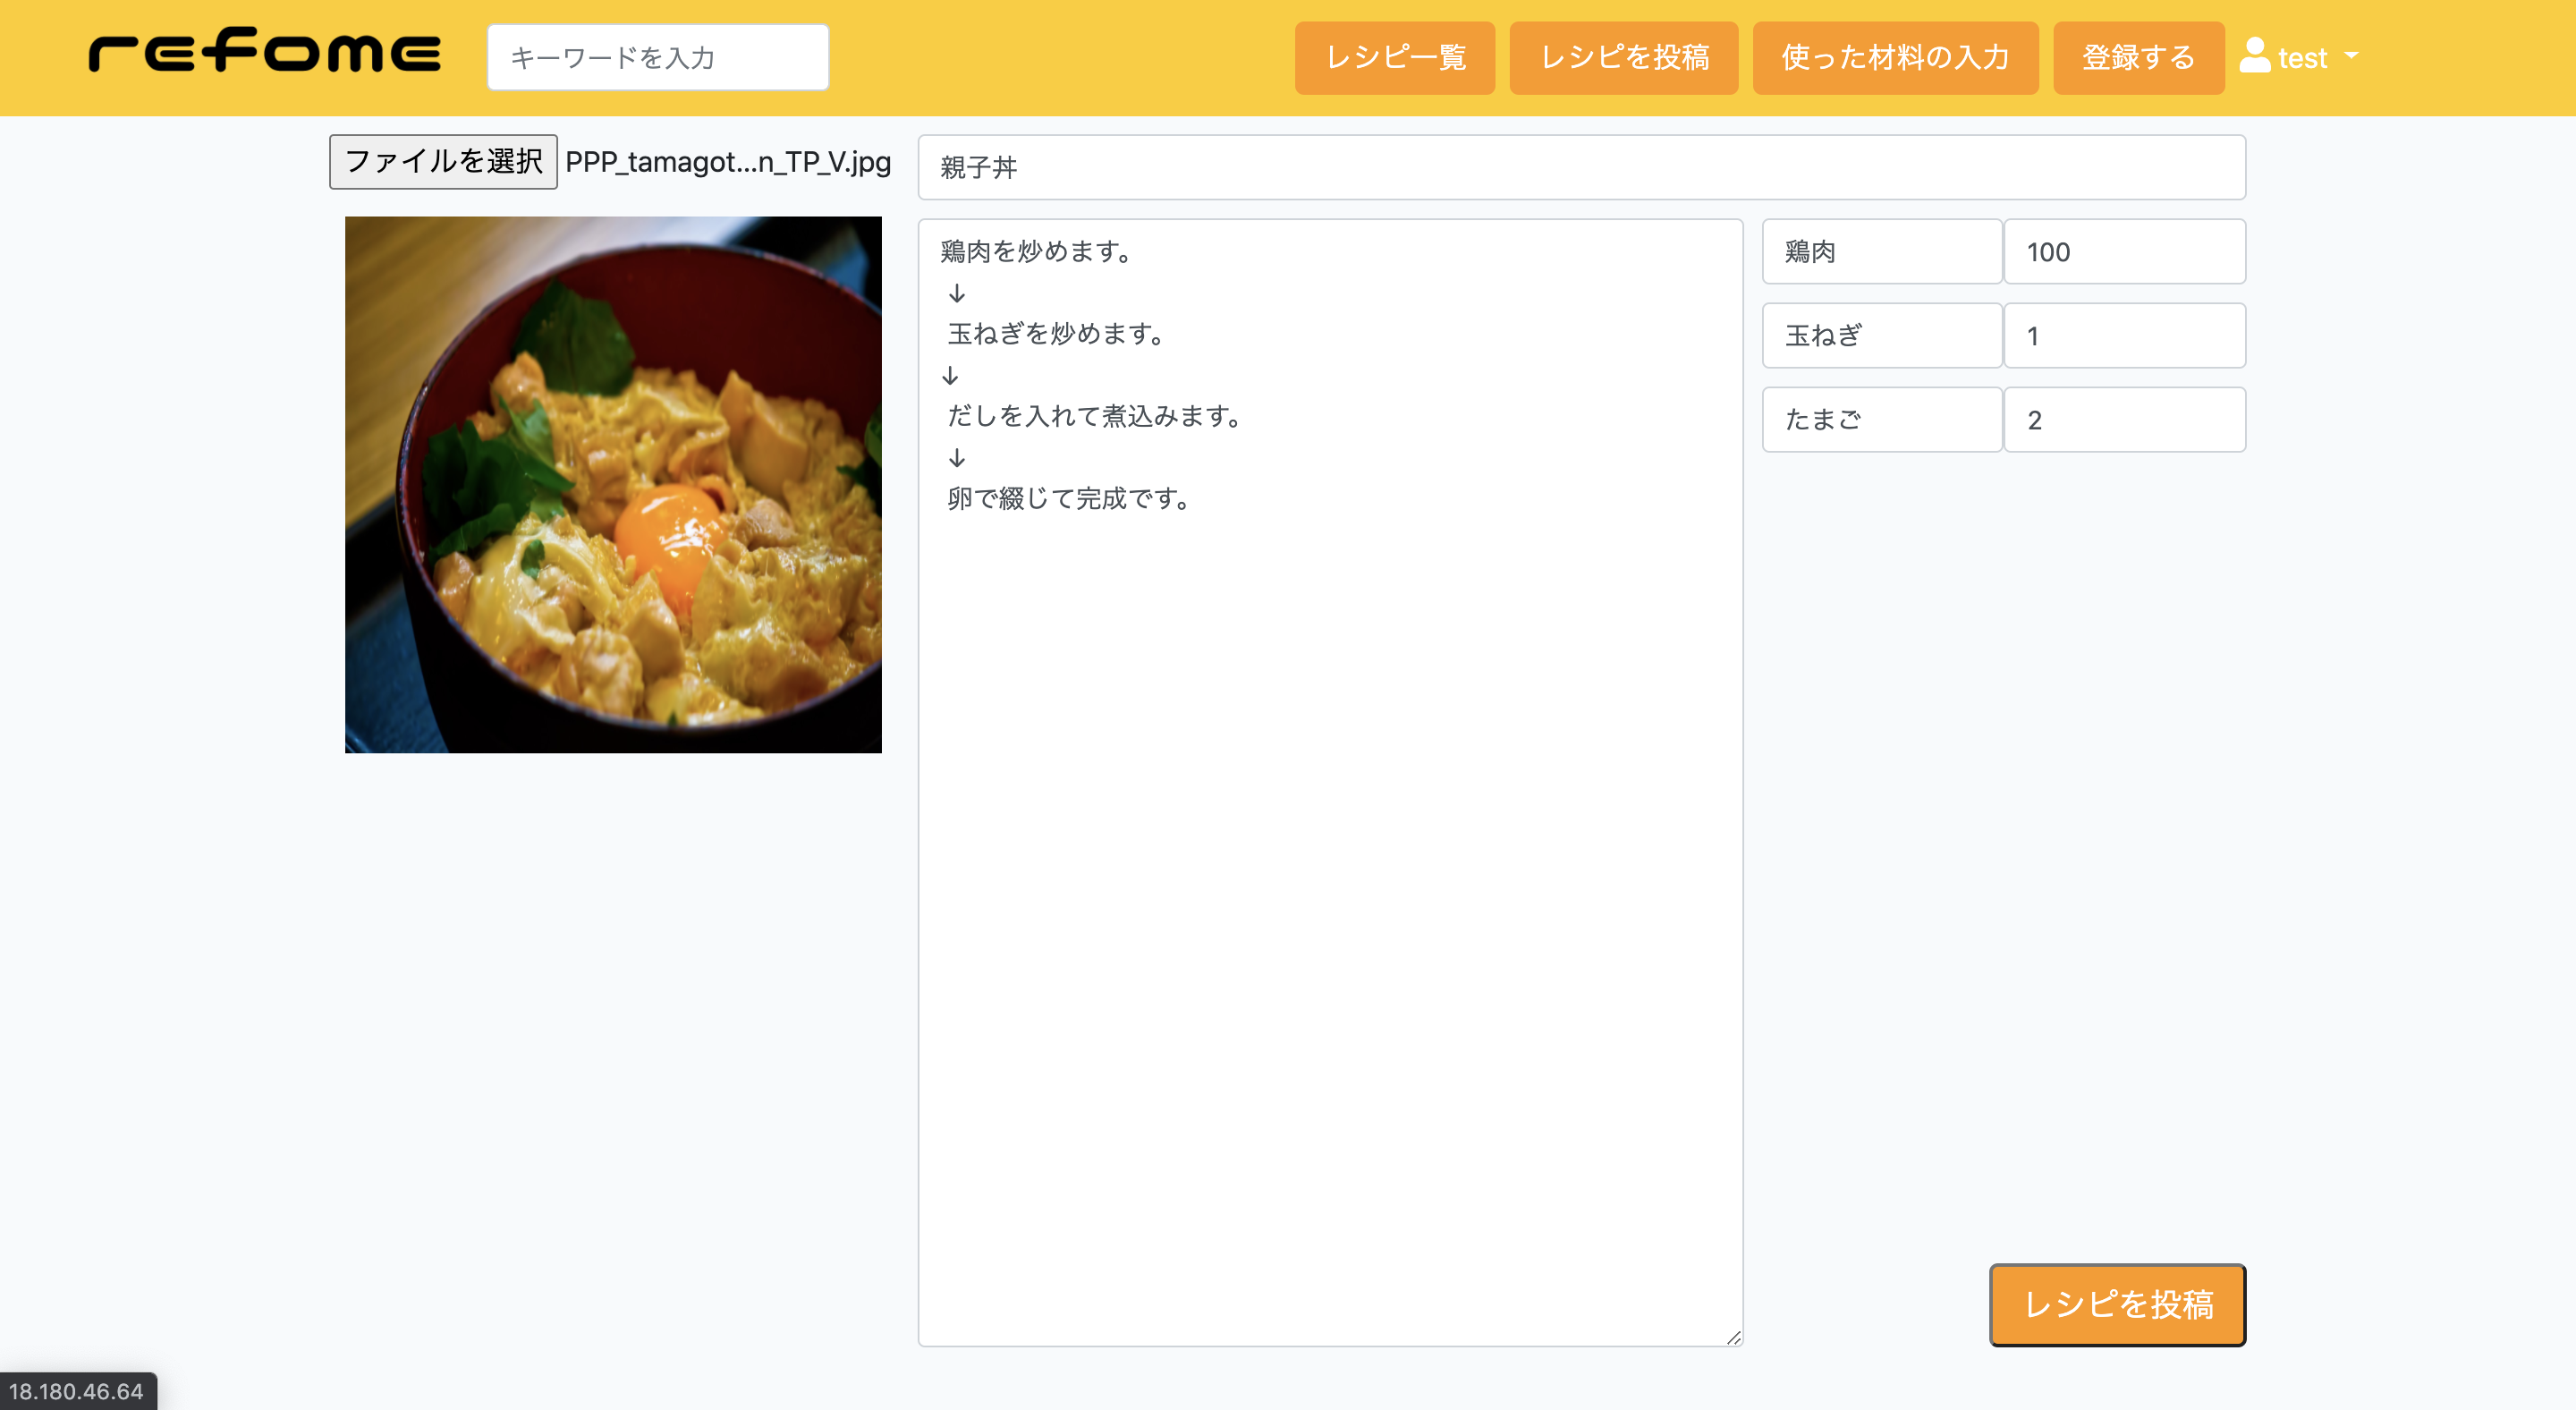 refome
キーワードを入力
レシピ一覧
レシピを投稿
使った材料の入力
登録する
test
ファイルを選択 PPP_tamagot...n_TP_V.jpg
親子丼
鶏肉を炒めます。
↓
玉ねぎを炒めます。
↓
だしを入れて煮込みます。
↓
卵で綴じて完成です。
鶏肉 100
玉ねぎ 1
たまご 2
レシピを投稿
18.180.46.64